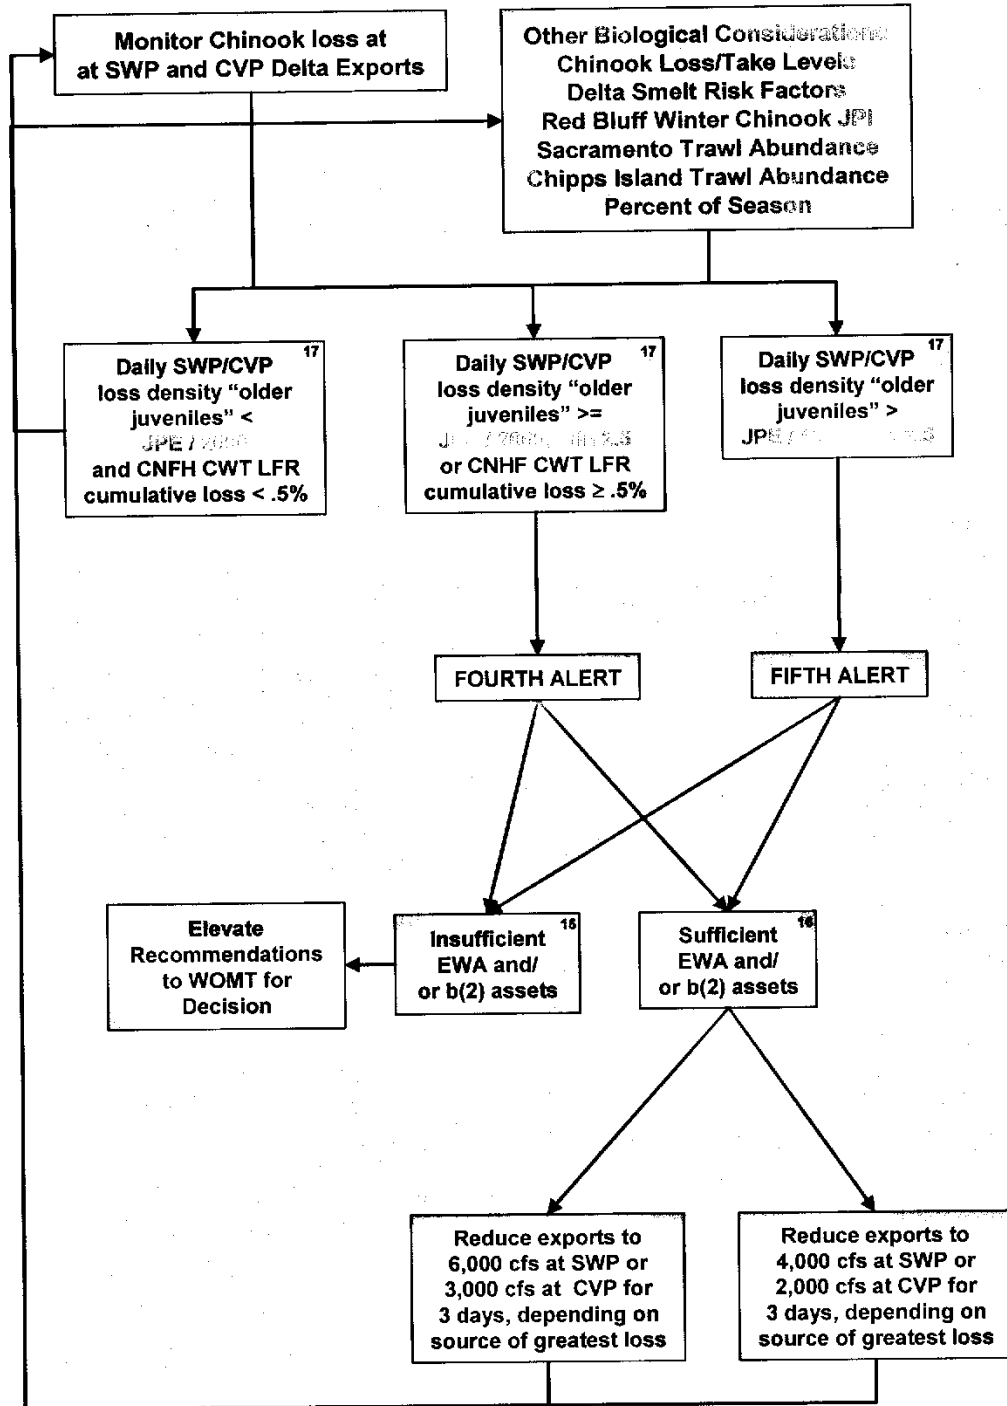 Monitor Chinook loss at
at SWP and CVP Delta Exports
Other Biological Considerations
Chinook Loss/Take Levels
Delta Smelt Risk Factors
Red Bluff Winter Chinook JPI
Sacramento Trawl Abundance
Chipps Island Trawl Abundance
Percent of Season
17
Daily SWP/CVP
loss density "older
juveniles" <
JPE /
and CNFH CWT LFR
cumulative loss < .5%
17
Daily SWP/CVP
loss density "older
juveniles" >=
or CNHF CWT LFR
cumulative loss ≥ .5%
17
Daily SWP/CVP
loss density "older
juveniles" >
JPE /
FOURTH ALERT
FIFTH ALERT
Elevate
Recommendations
to WOMT for
Decision
15
Insufficient
EWA and/
or b(2) assets
Sufficient
EWA and/
or b(2) assets
Reduce exports to
6,000 cfs at SWP or
3,000 cfs at CVP for
3 days, depending on
source of greatest loss
Reduce exports to
4,000 cfs at SWP or
2,000 cfs at CVP for
3 days, depending on
source of greatest loss